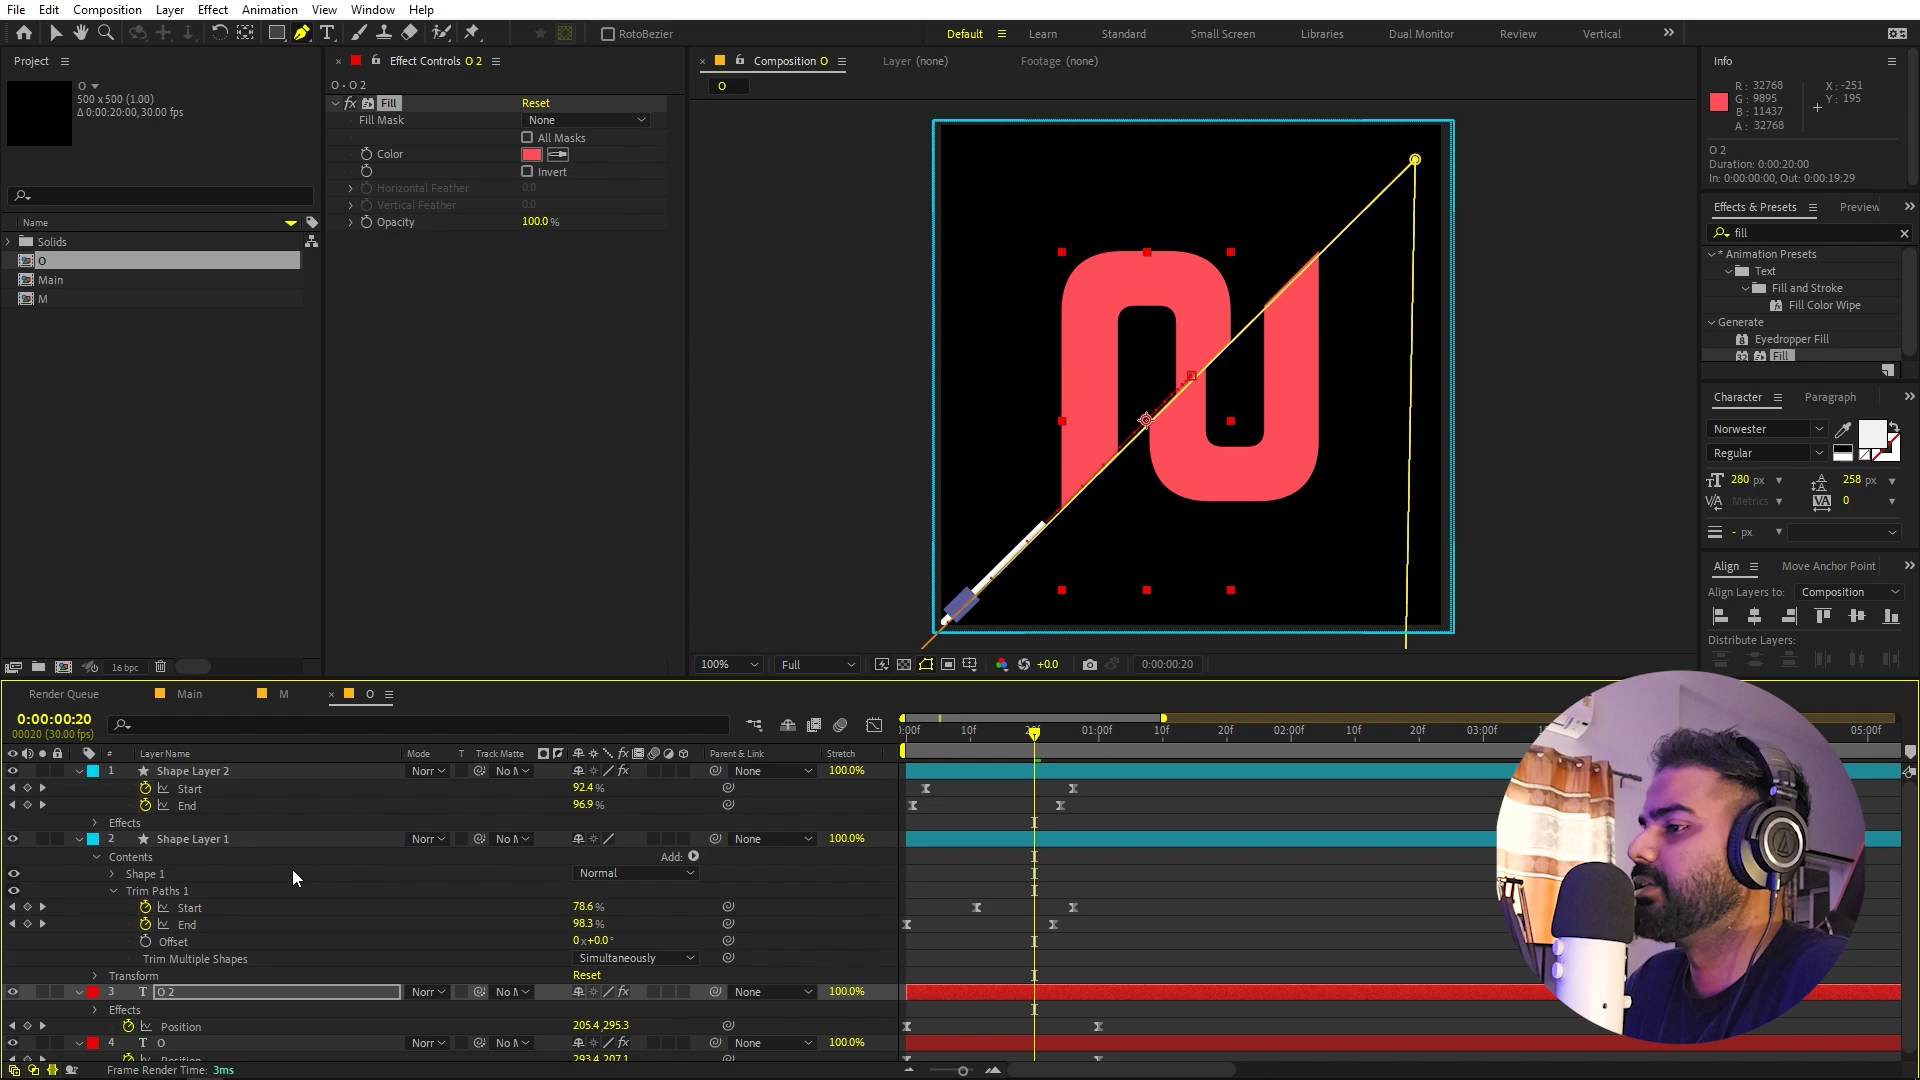 File Edit Composition Layer Effect Animation View Window Help
RotoBezier
Default Learn Standard Small Screen Libraries Dual Monitor Review Vertical
Project
Effect Controls O 2
Composition O
Layer (none)
Footage (none)
Info
O
500 x 500 (1.00)
Δ 0:00:20:00, 30.00 fps
O • O 2
fx Fill Reset
Fill Mask None
All Masks
Color
Invert
Horizontal Feather 0.0
Vertical Feather 0.0
Opacity 100.0 %
O
R : 32768
G : 9895
B : 11437
A : 32768
X : -251
Y : 195
O 2
Duration: 0:00:20:00
In: 0:00:00:00, Out: 0:00:19:29
Effects & Presets
Preview
fill
* Animation Presets
Text
Fill and Stroke
Fill Color Wipe
Generate
Eyedropper Fill
Fill
Name
Solids
O
Main
M
Character Paragraph
Norwester
Regular
280 px
258 px
Metrics
0
- px
Align Move Anchor Point
Align Layers to: Composition
Distribute Layers:
16 bpc
100% Full +0.0 0:00:00:20
Render Queue Main M O
0:00:00:20
00020 (30.00 fps)
:00f 10f 01:00f 10f 20f 02:00f 10f 20f 03:00f 05:00f
# Layer Name Mode T Track Matte Parent & Link Stretch
1 Shape Layer 2 Norr No M None 100.0%
Start 92.4 %
End 96.9 %
Effects
2 Shape Layer 1 Norr No M None 100.0%
Contents Add:
Shape 1 Normal
Trim Paths 1
Start 78.6 %
End 98.3 %
Offset 0 x+0.0 °
Trim Multiple Shapes Simultaneously
Transform Reset
3 T O 2 Norr No M None 100.0%
Effects
Position 205.4 ,295.3
4 T O Norr No M None 100.0%
Position 293.4 ,207.1
Frame Render Time: 3ms